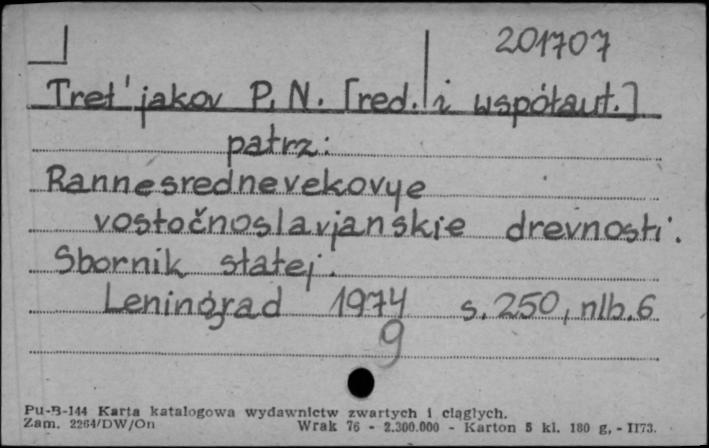 201707
Tret'jakov P. N. [red. i współaut.]
patrz:
Rannesrednevekovye
vostočnoslavjanskie drevnosti.
Sbornik statej.
Leningrad 1974 s. 250, nlb. 6
9
Pu-B-144 Karta katalogowa wydawnictw zwartych i ciągłych.
Zam. 2264/DW/On Wrak 76 - 2.300.000 - Karton 5 kl. 180 g. - II73.